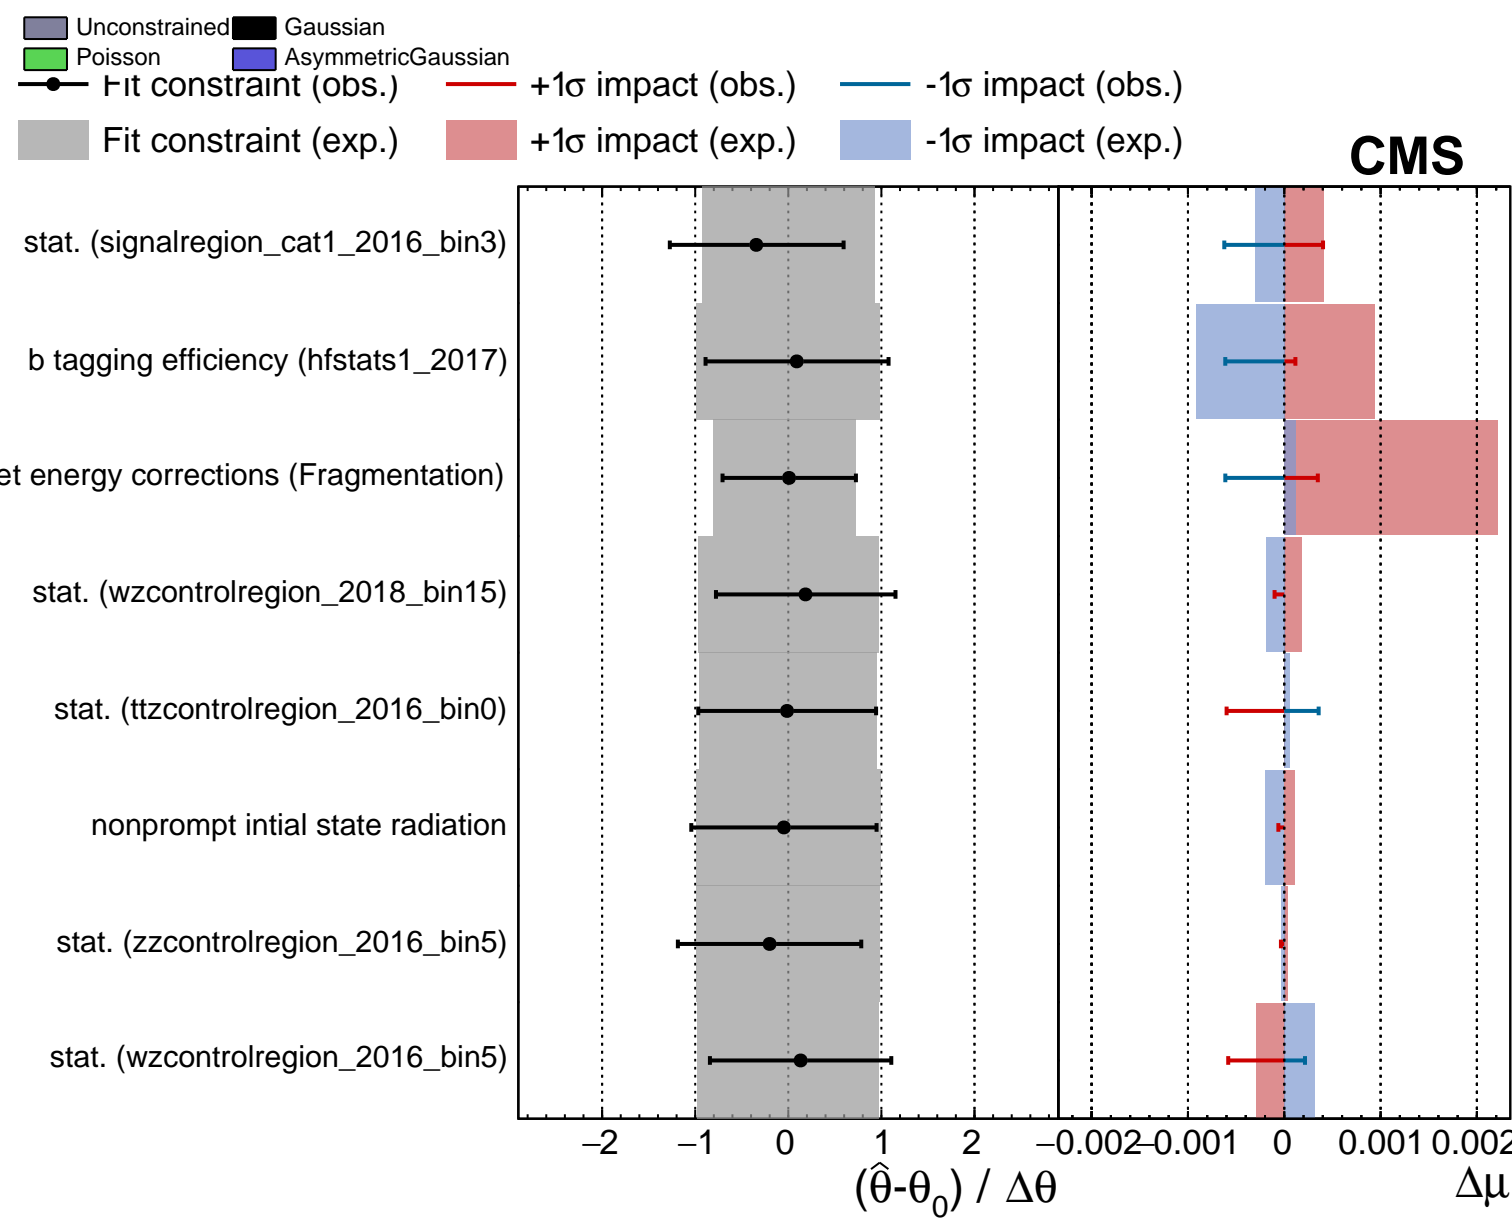 Unconstrained Gaussian
Poisson AsymmetricGaussian
Fit constraint (obs.) +1σ impact (obs.) -1σ impact (obs.)
Fit constraint (exp.) +1σ impact (exp.) -1σ impact (exp.)
CMS
stat. (signalregion_cat1_2016_bin3)
b tagging efficiency (hfstats1_2017)
et energy corrections (Fragmentation)
stat. (wzcontrolregion_2018_bin15)
stat. (ttzcontrolregion_2016_bin0)
nonprompt intial state radiation
stat. (zzcontrolregion_2016_bin5)
stat. (wzcontrolregion_2016_bin5)
−2 −1 0 1 2 −0.002 −0.001 0 0.001 0.002
(θ̂-θ₀) / Δθ Δμ